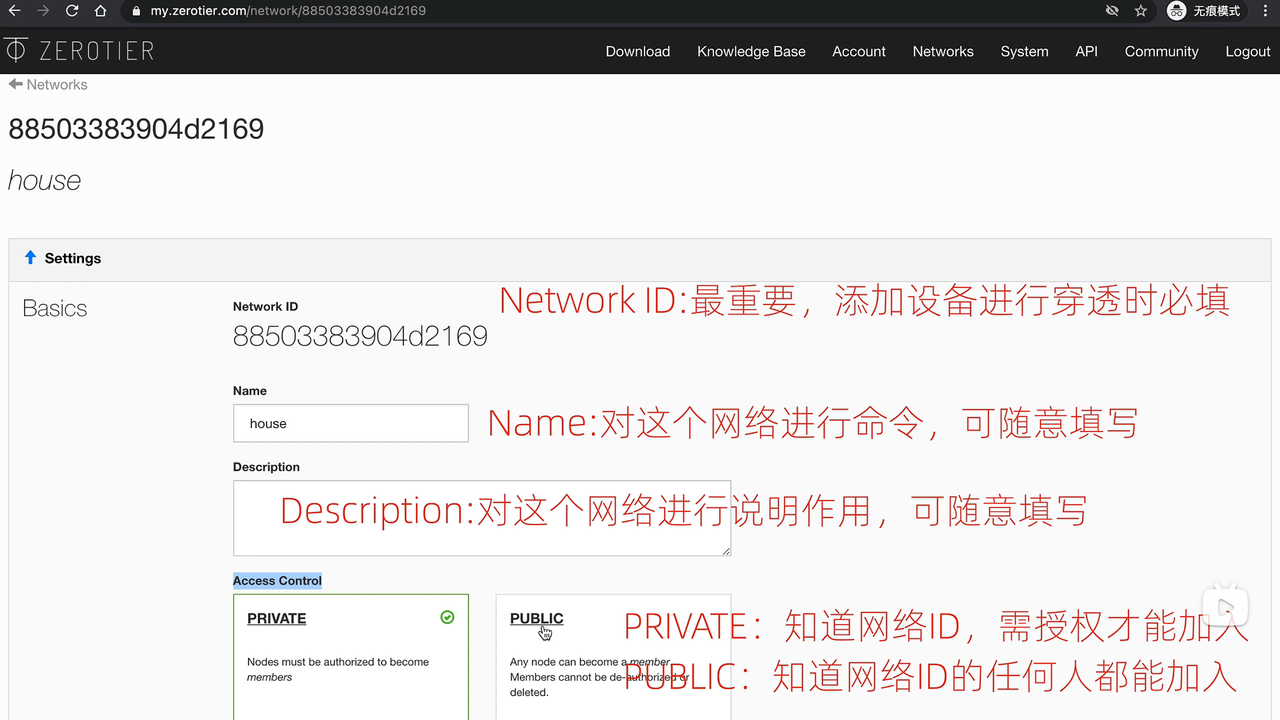 my.zerotier.com/network/88503383904d2169
无痕模式
ZEROTIER
Download Knowledge Base Account Networks System API Community Logout
Networks
88503383904d2169
house
Settings
Basics
Network ID
88503383904d2169
Network ID:最重要，添加设备进行穿透时必填
Name
house
Name:对这个网络进行命令，可随意填写
Description
Description:对这个网络进行说明作用，可随意填写
Access Control
PRIVATE
Nodes must be authorized to become
members
PUBLIC
Any node can become a member.
Members cannot be de-authorized or
deleted.
PRIVATE：知道网络ID，需授权才能加入
PUBLIC：知道网络ID的任何人都能加入